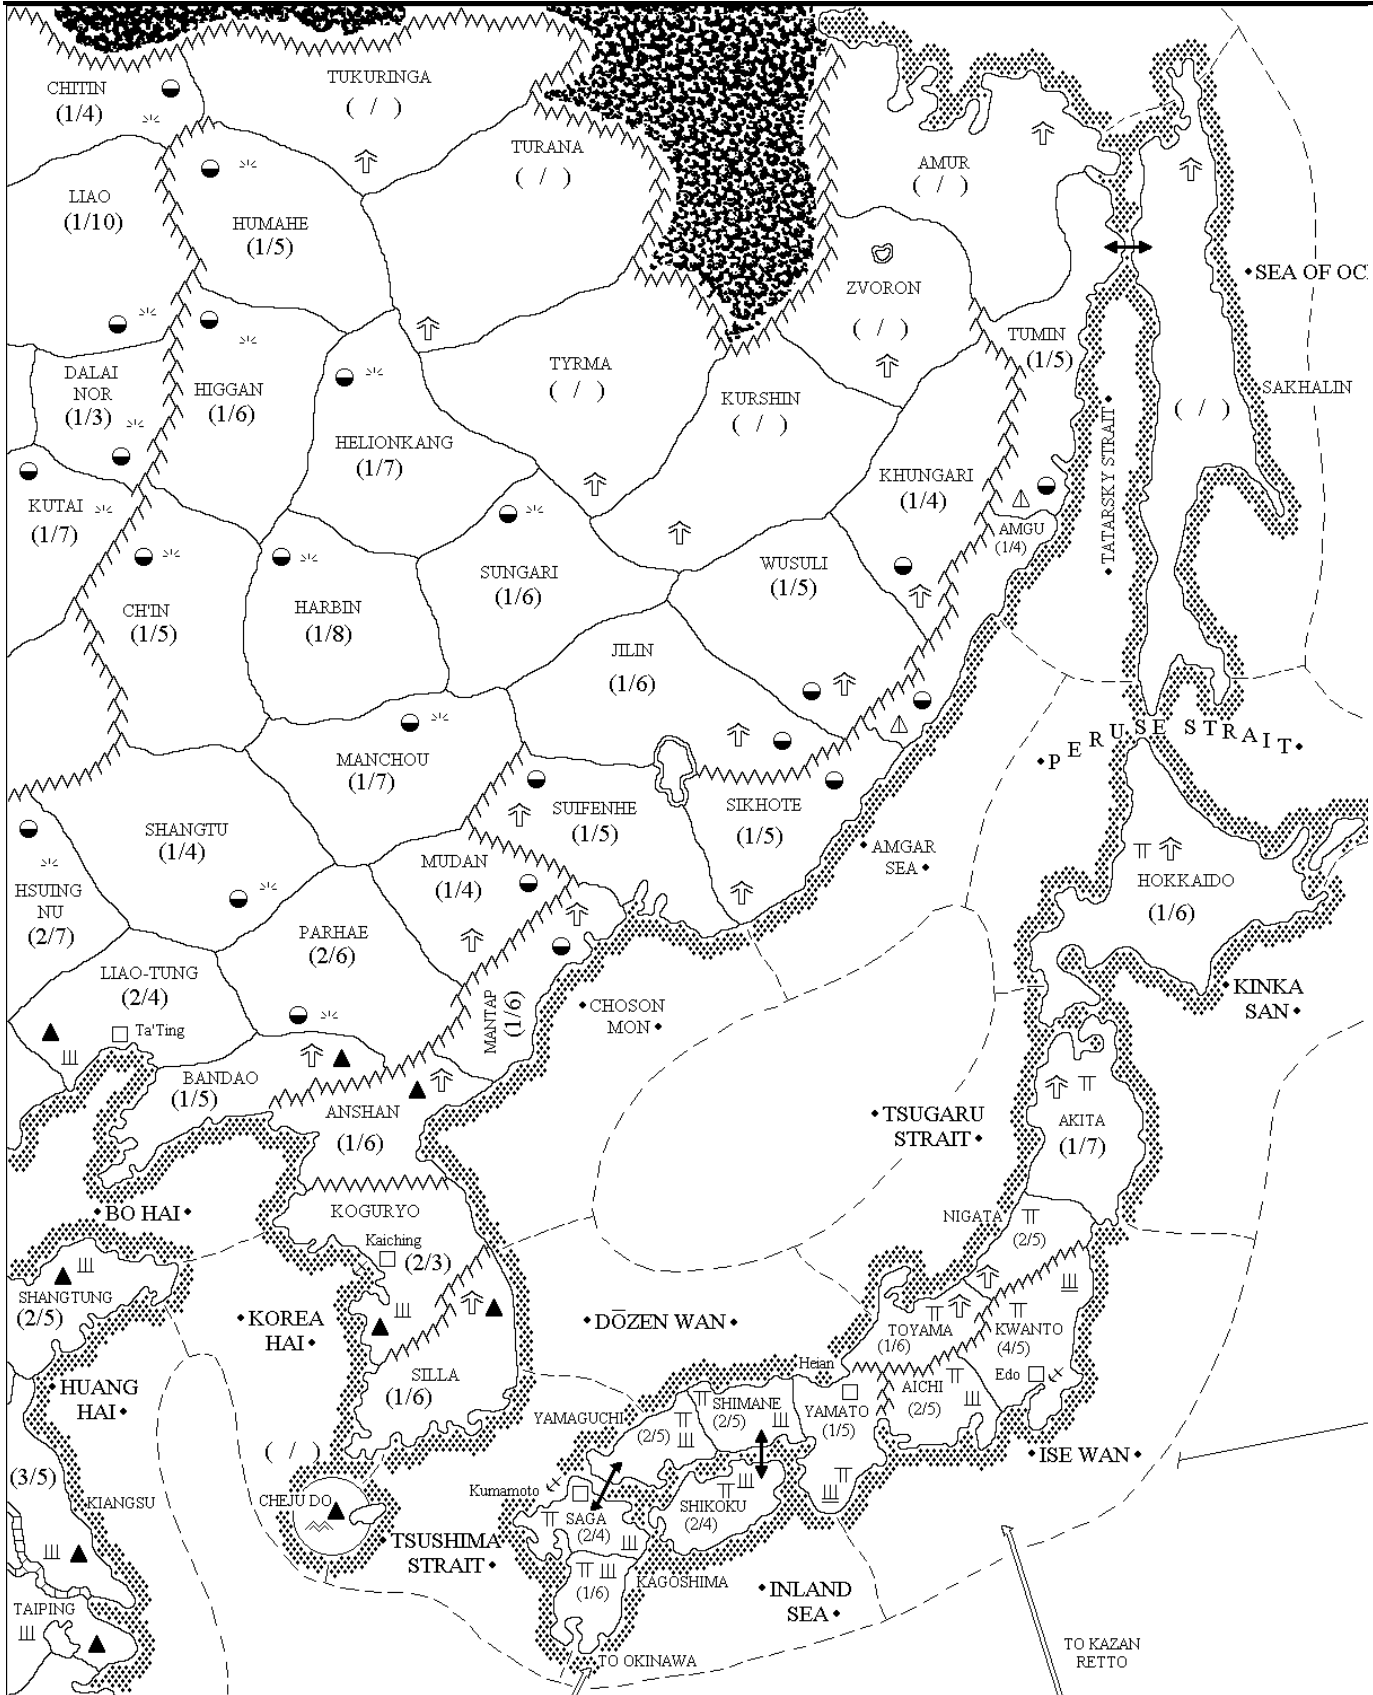 CHITIN
(1/4)
TUKURINGA
( / )
TURANA
( / )
AMUR
( / )
LIAO
(1/10)
HUMAHE
(1/5)
ZVORON
( / )
TUMIN
(1/5)
DALAI
NOR
(1/3)
HIGGAN
(1/6)
TYRMA
( / )
KURSHIN
( / )
SAKHALIN
( / )
TATARSKY STRAIT
HELIONKANG
(1/7)
KHUNGARI
(1/4)
KUTAI
(1/7)
AMGU
(1/4)
CH'IN
(1/5)
HARBIN
(1/8)
SUNGARI
(1/6)
WUSULI
(1/5)
JILIN
(1/6)
PERUSE STRAIT
MANCHOU
(1/7)
SHANGTU
(1/4)
SUIFENHE
(1/5)
SIKHOTE
(1/5)
AMGAR
SEA
HSUING
NU
(2/7)
MUDAN
(1/4)
HOKKAIDO
(1/6)
PARHAE
(2/6)
LIAO-TUNG
(2/4)
Ta'Ting
MANTAP
(1/6)
CHOSON
MON
KINKA
SAN
BANDAO
(1/5)
ANSHAN
(1/6)
TSUGARU
STRAIT
AKITA
(1/7)
BO HAI
KOGURYO
Kaiching
(2/3)
NIGATA
(2/5)
SHANGTUNG
(2/5)
KOREA
HAI
DŌZEN WAN
TOYAMA
(1/6)
KWANTO
(4/5)
Edo
HUANG
HAI
SILLA
(1/6)
Heian
YAMATO
(1/5)
AICHI
(2/5)
YAMAGUCHI
(2/5)
SHIMANE
(2/5)
ISE WAN
( / )
CHEJU DO
(3/5)
KIANGSU
Kumamoto
SAGA
(2/4)
SHIKOKU
(2/4)
TSUSHIMA
STRAIT
KAGOSHIMA
(1/6)
INLAND
SEA
TAIPING
TO OKINAWA
TO KAZAN
RETTO